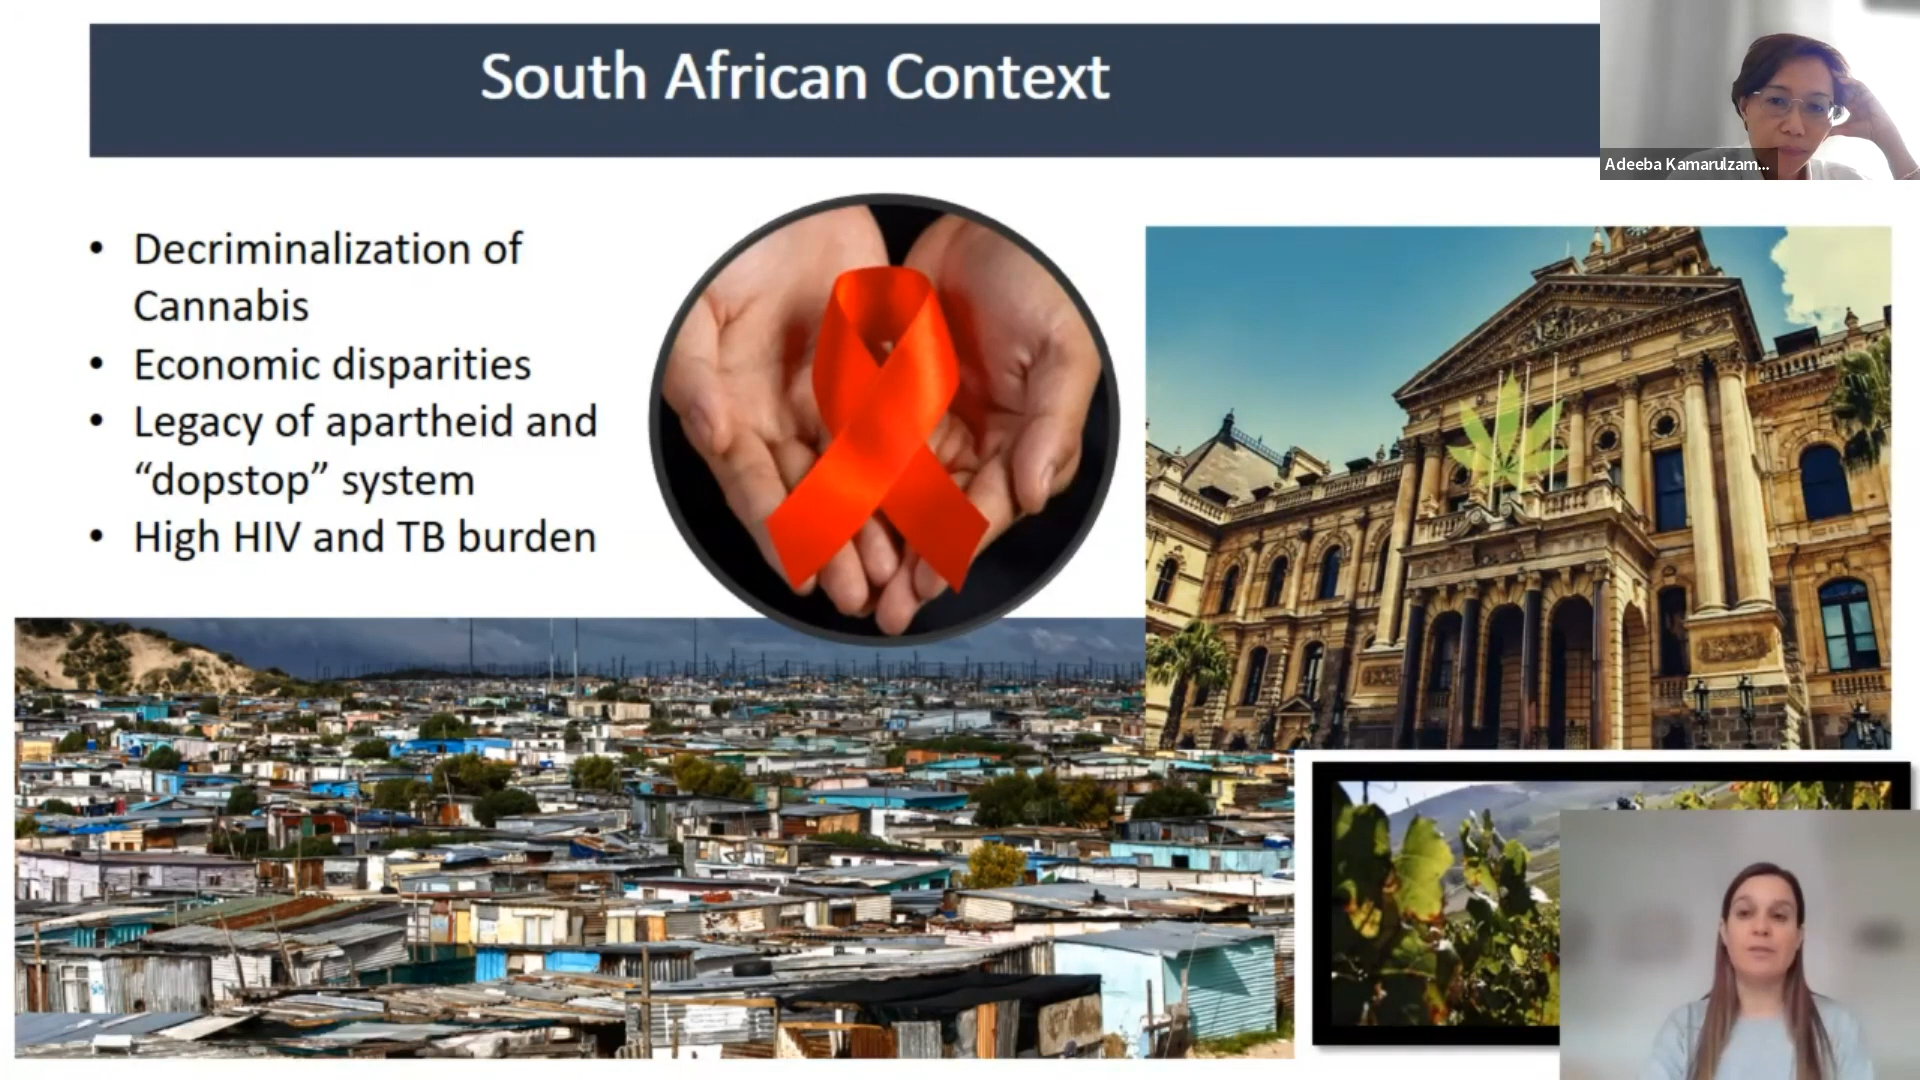 South African Context
Adeeba Kamarulzam...
• Decriminalization of
Cannabis
• Economic disparities
• Legacy of apartheid and
“dopstop” system
• High HIV and TB burden